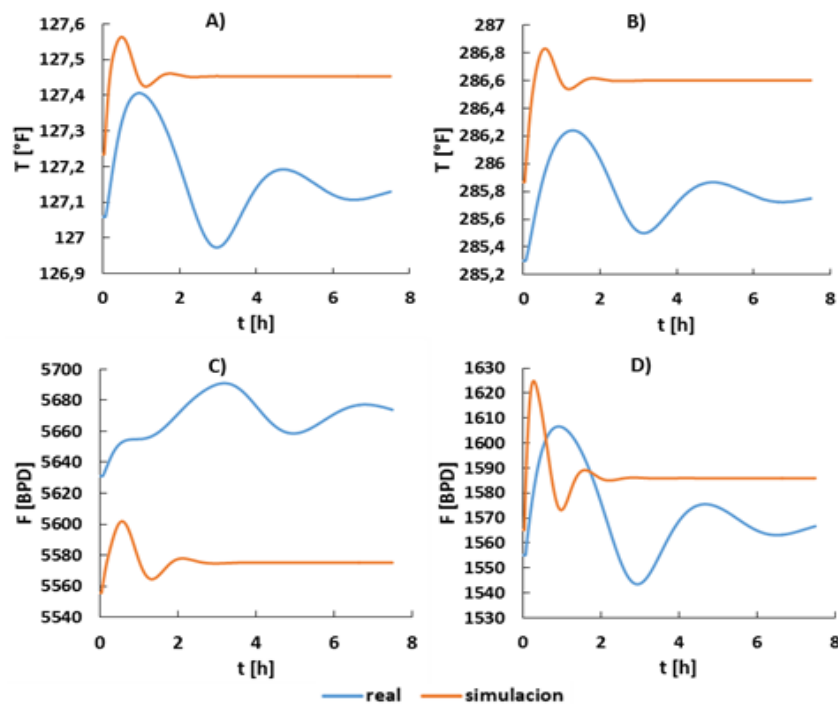 A)
T [°F]
127,6
127,5
127,4
127,3
127,2
127,1
127
126,9
0 2 4 6 8
t [h]
B)
T [°F]
287
286,8
286,6
286,4
286,2
286
285,8
285,6
285,4
285,2
0 2 4 6 8
t [h]
C)
F [BPD]
5700
5680
5660
5640
5620
5600
5580
5560
5540
0 2 4 6 8
t [h]
D)
F [BPD]
1630
1620
1610
1600
1590
1580
1570
1560
1550
1540
1530
0 2 4 6 8
t [h]
real simulacion